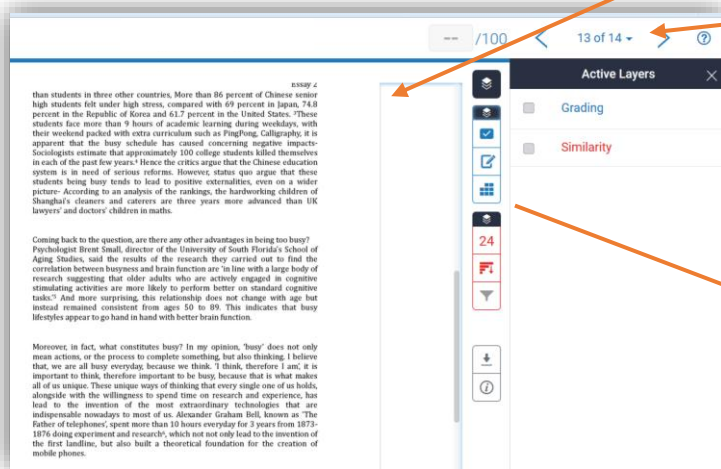 -- /100
13 of 14
Active Layers
Grading
Similarity
24
Essay 2
than students in three other countries, More than 86 percent of Chinese senior
high students felt under high stress, compared with 69 percent in Japan, 74.8
percent in the Republic of Korea and 61.7 percent in the United States. ³These
students face more than 9 hours of academic learning during weekdays, with
their weekend packed with extra curriculum such as PingPong, Calligraphy, it is
apparent that the busy schedule has caused concerning negative impacts-
Sociologists estimate that approximately 100 college students killed themselves
in each of the past few years.⁴ Hence the critics argue that the Chinese education
system is in need of serious reforms. However, status quo argue that these
students being busy tends to lead to positive externalities, even on a wider
picture- According to an analysis of the rankings, the hardworking children of
Shanghai's cleaners and caterers are three years more advanced than UK
lawyers' and doctors' children in maths.
Coming back to the question, are there any other advantages in being too busy?
Psychologist Brent Small, director of the University of South Florida's School of
Aging Studies, said the results of the research they carried out to find the
correlation between busyness and brain function are 'in line with a large body of
research suggesting that older adults who are actively engaged in cognitive
stimulating activities are more likely to perform better on standard cognitive
tasks.'⁵ And more surprising, this relationship does not change with age but
instead remained consistent from ages 50 to 89. This indicates that busy
lifestyles appear to go hand in hand with better brain function.
Moreover, in fact, what constitutes busy? In my opinion, 'busy' does not only
mean actions, or the process to complete something, but also thinking. I believe
that, we are all busy everyday, because we think. 'I think, therefore I am', it is
important to think, therefore important to be busy, because that is what makes
all of us unique. These unique ways of thinking that every single one of us holds,
alongside with the willingness to spend time on research and experience, has
lead to the invention of the most extraordinary technologies that are
indispensable nowadays to most of us. Alexander Graham Bell, known as 'The
Father of telephones', spent more than 10 hours everyday for 3 years from 1873-
1876 doing experiment and research⁶, which not not only lead to the invention of
the first landline, but also built a theoretical foundation for the creation of
mobile phones.